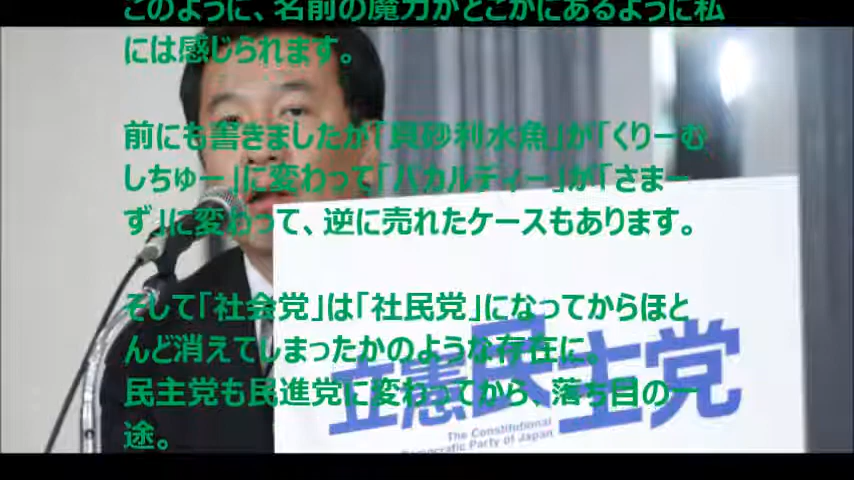 このように、名前の魔力がどこかにあるように私
には感じられます。
前にも書きましたが「海砂利水魚」が「くりーむ
しちゅー」に変わって「バカルディー」が「さまー
ず」に変わって、逆に売れたケースもあります。
そして「社会党」は「社民党」になってからほと
んど消えてしまったかのような存在に。
民主党も民進党に変わってから、落ち目の一
途。
立憲民主党
The Constitutional
Democratic Party of Japan